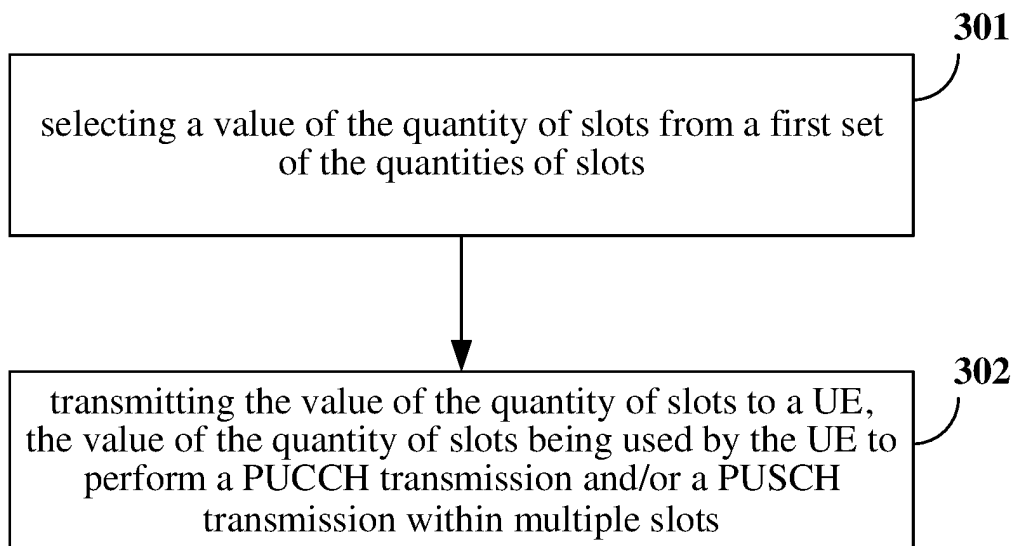 301
selecting a value of the quantity of slots from a first set
of the quantities of slots
302
transmitting the value of the quantity of slots to a UE,
the value of the quantity of slots being used by the UE to
perform a PUCCH transmission and/or a PUSCH
transmission within multiple slots